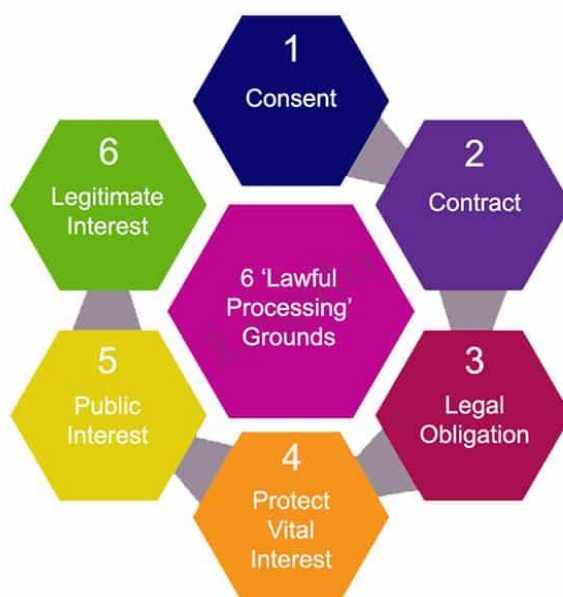 1
Consent
2
Contract
3
Legal
Obligation
4
Protect
Vital
Interest
5
Public
Interest
6
Legitimate
Interest
6 ‘Lawful
Processing’
Grounds